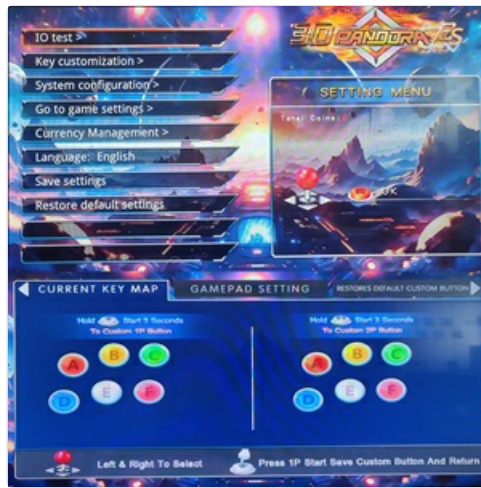 IO test >
Key customization >
System configuration >
Go to game settings >
Currency Management >
Language: English
Save settings
Restore default settings
3D PANDORA
SETTING MENU
Total Coins:
CURRENT KEY MAP
GAMEPAD SETTING
RESTORES DEFAULT CUSTOM BUTTON
Hold Start 3 Seconds
To Custom 1P Button
A B C
D E F
Hold Start 3 Seconds
To Custom 2P Button
A B C
D E F
Left & Right To Select
Press 1P Start Save Custom Button And Return